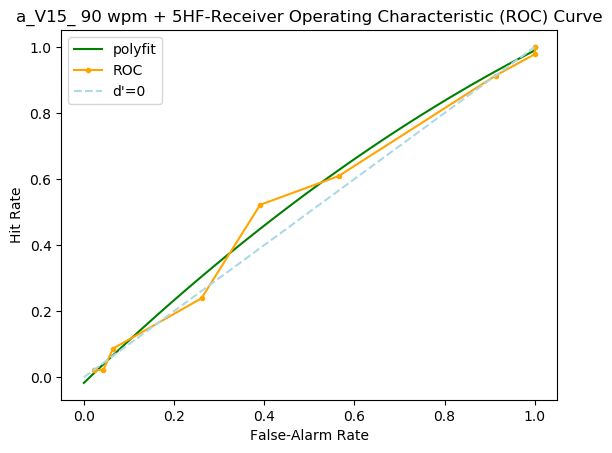 a_V15_ 90 wpm + 5HF-Receiver Operating Characteristic (ROC) Curve
polyfit
ROC
d'=0
1.0
0.8
0.6
0.4
0.2
0.0
Hit Rate
0.0 0.2 0.4 0.6 0.8 1.0
False-Alarm Rate